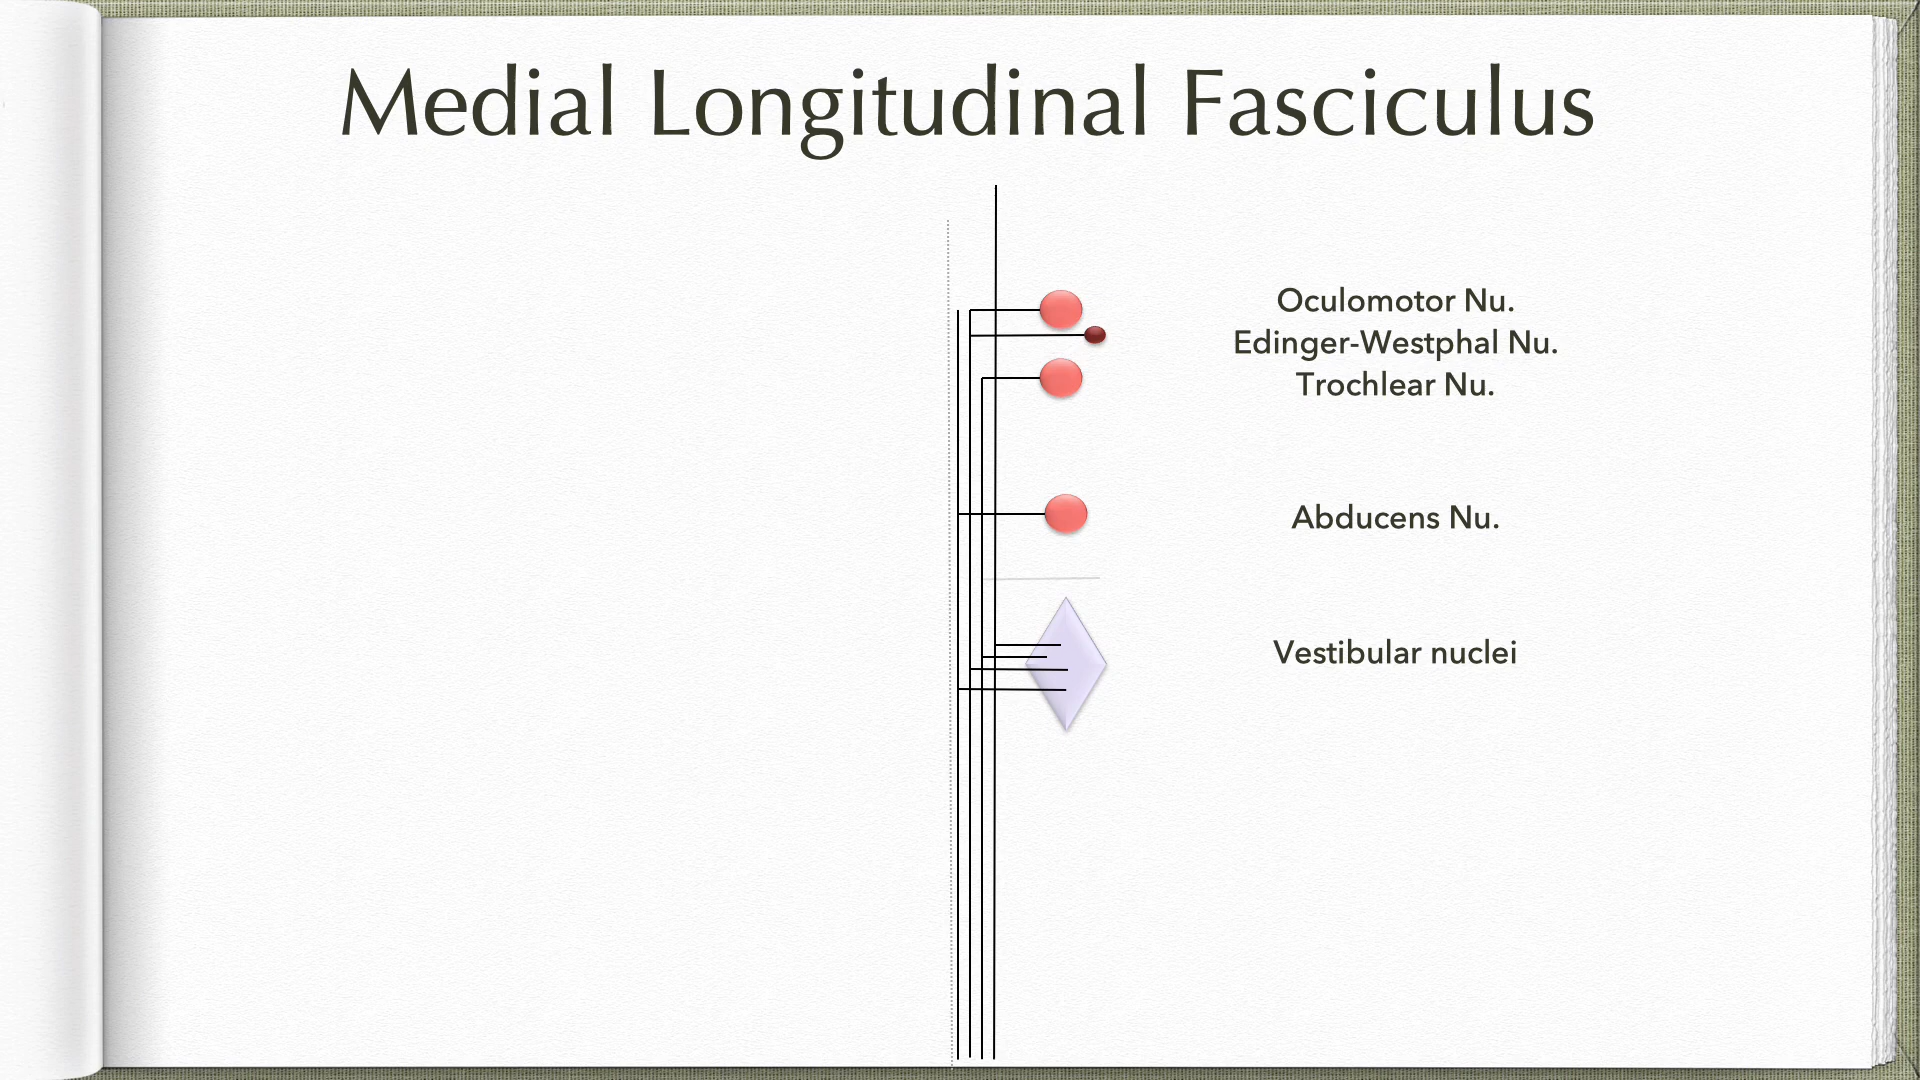 Medial Longitudinal Fasciculus
Oculomotor Nu.
Edinger-Westphal Nu.
Trochlear Nu.
Abducens Nu.
Vestibular nuclei